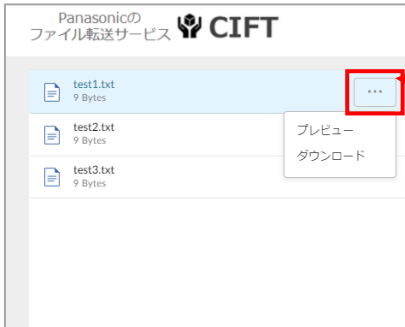 Panasonicの
ファイル転送サービス CIFT
test1.txt
9 Bytes
...
test2.txt
9 Bytes
プレビュー
ダウンロード
test3.txt
9 Bytes